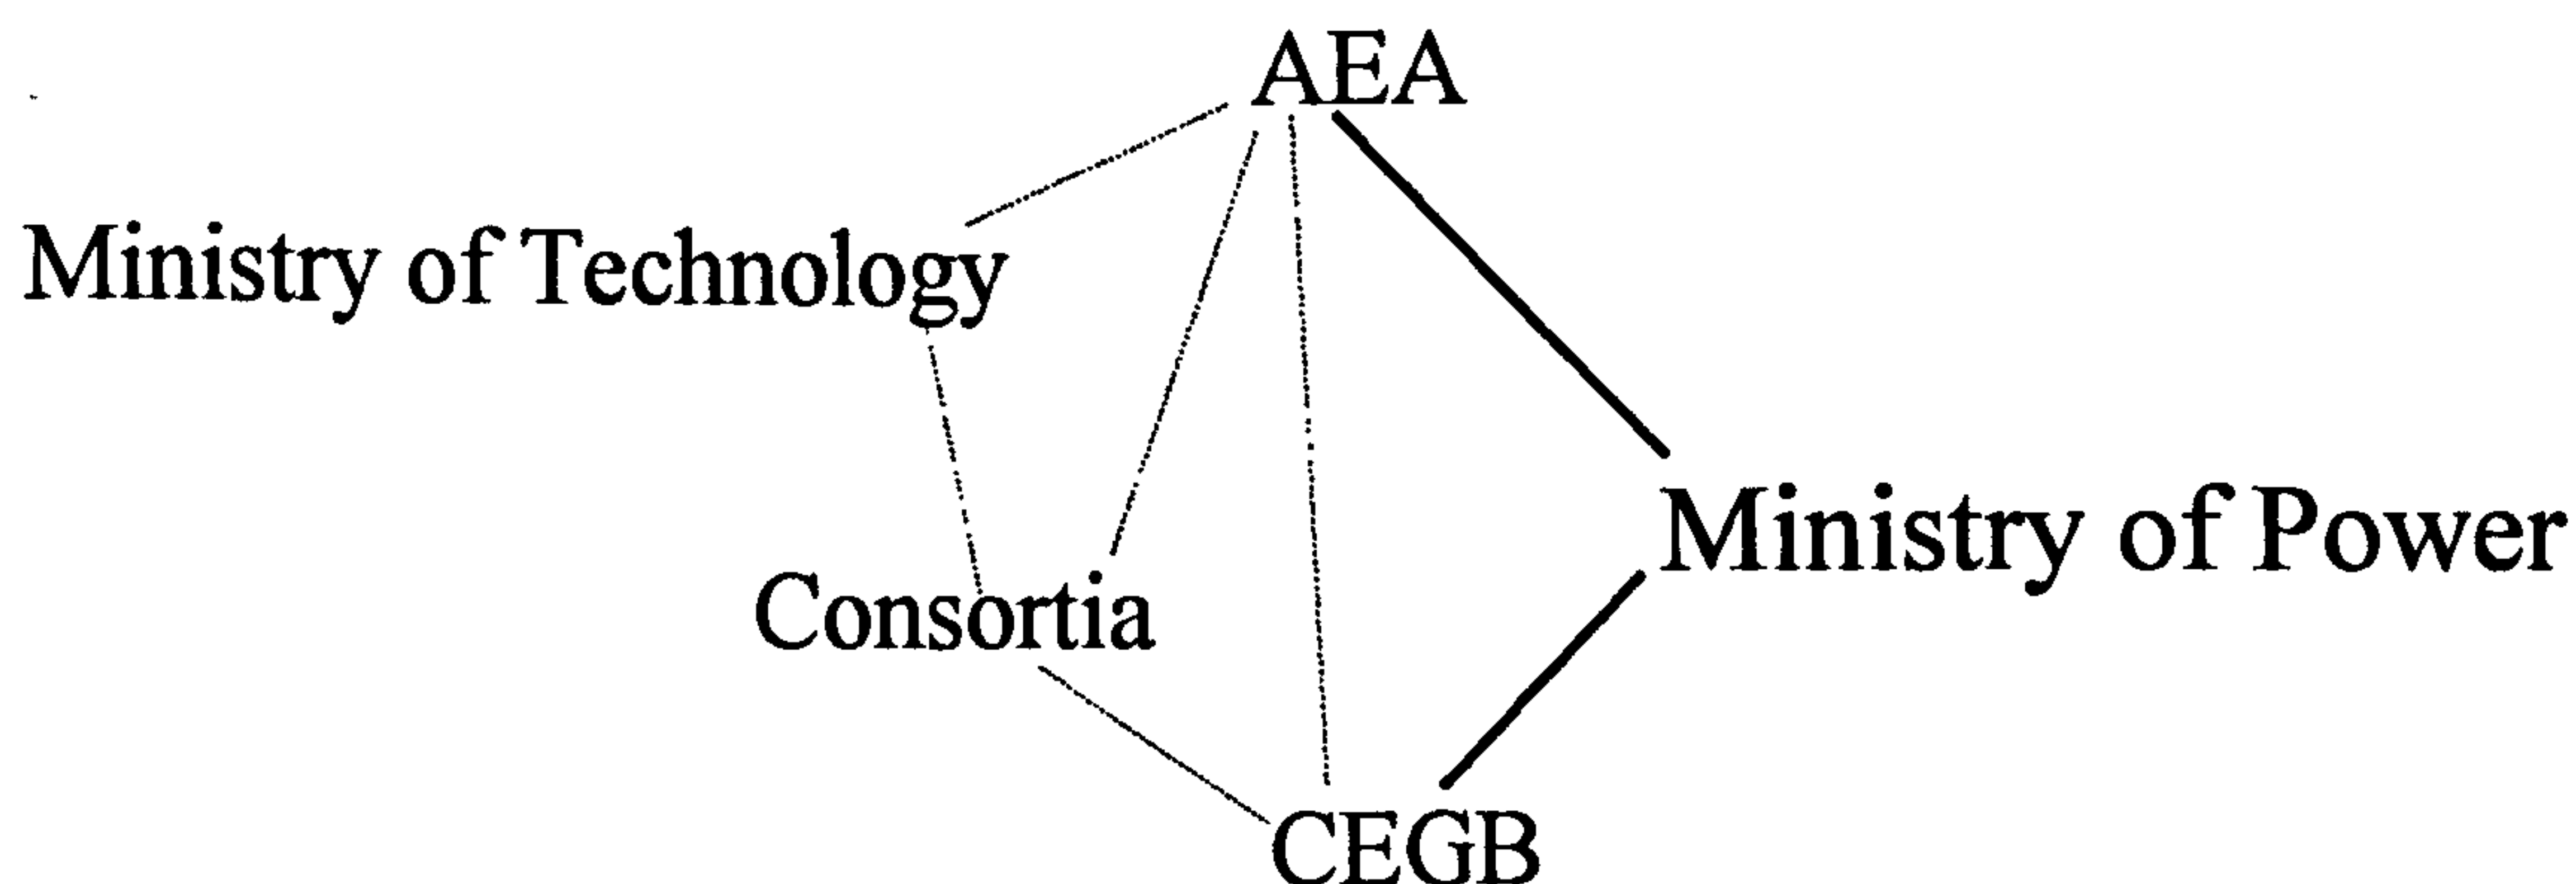 AEA
Ministry of Technology
Ministry of Power
Consortia
CEGB